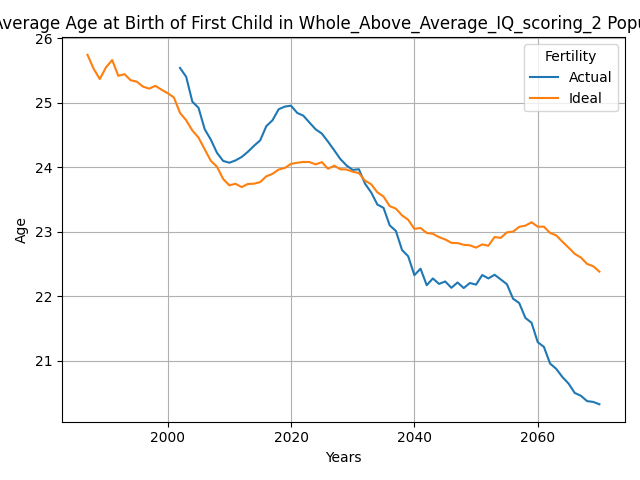 Average Age at Birth of First Child in Whole_Above_Average_IQ_scoring_2
Fertility
Actual
Ideal
Age
26
25
24
23
22
21
2000 2020 2040 2060
Years